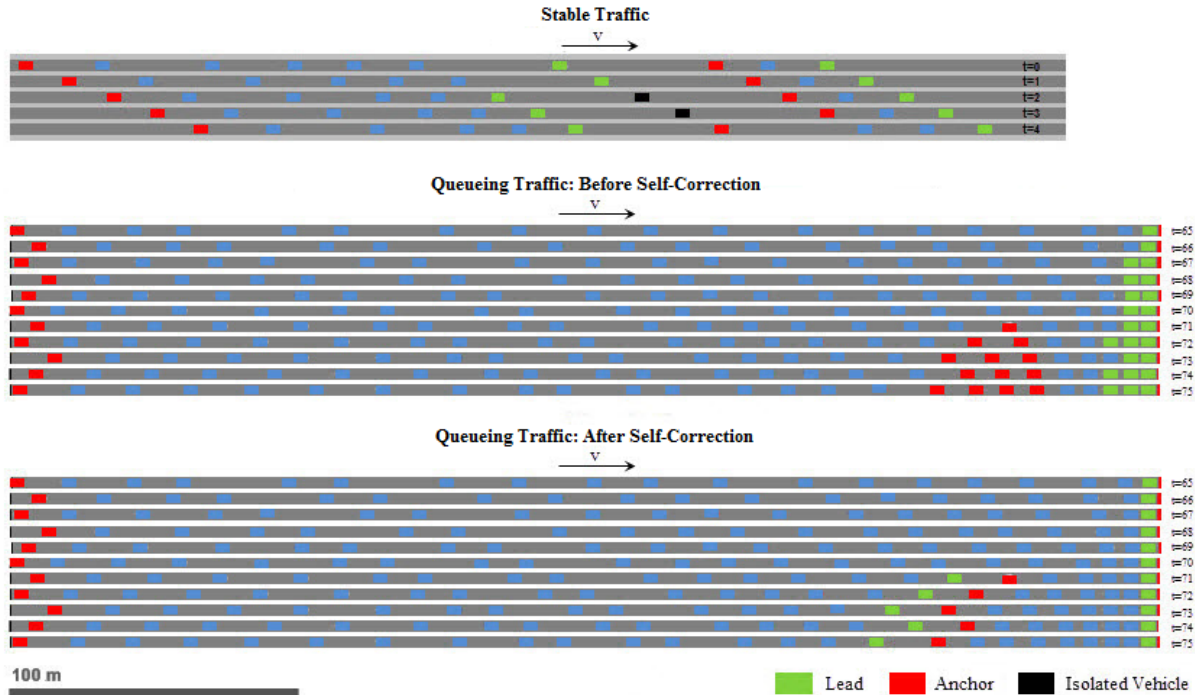 Stable Traffic
V
t=0
t=1
t=2
t=3
t=4
Queueing Traffic: Before Self-Correction
V
t=65
t=66
t=67
t=68
t=69
t=70
t=71
t=72
t=73
t=74
t=75
Queueing Traffic: After Self-Correction
V
t=65
t=66
t=67
t=68
t=69
t=70
t=71
t=72
t=73
t=74
t=75
100 m
Lead Anchor Isolated Vehicle